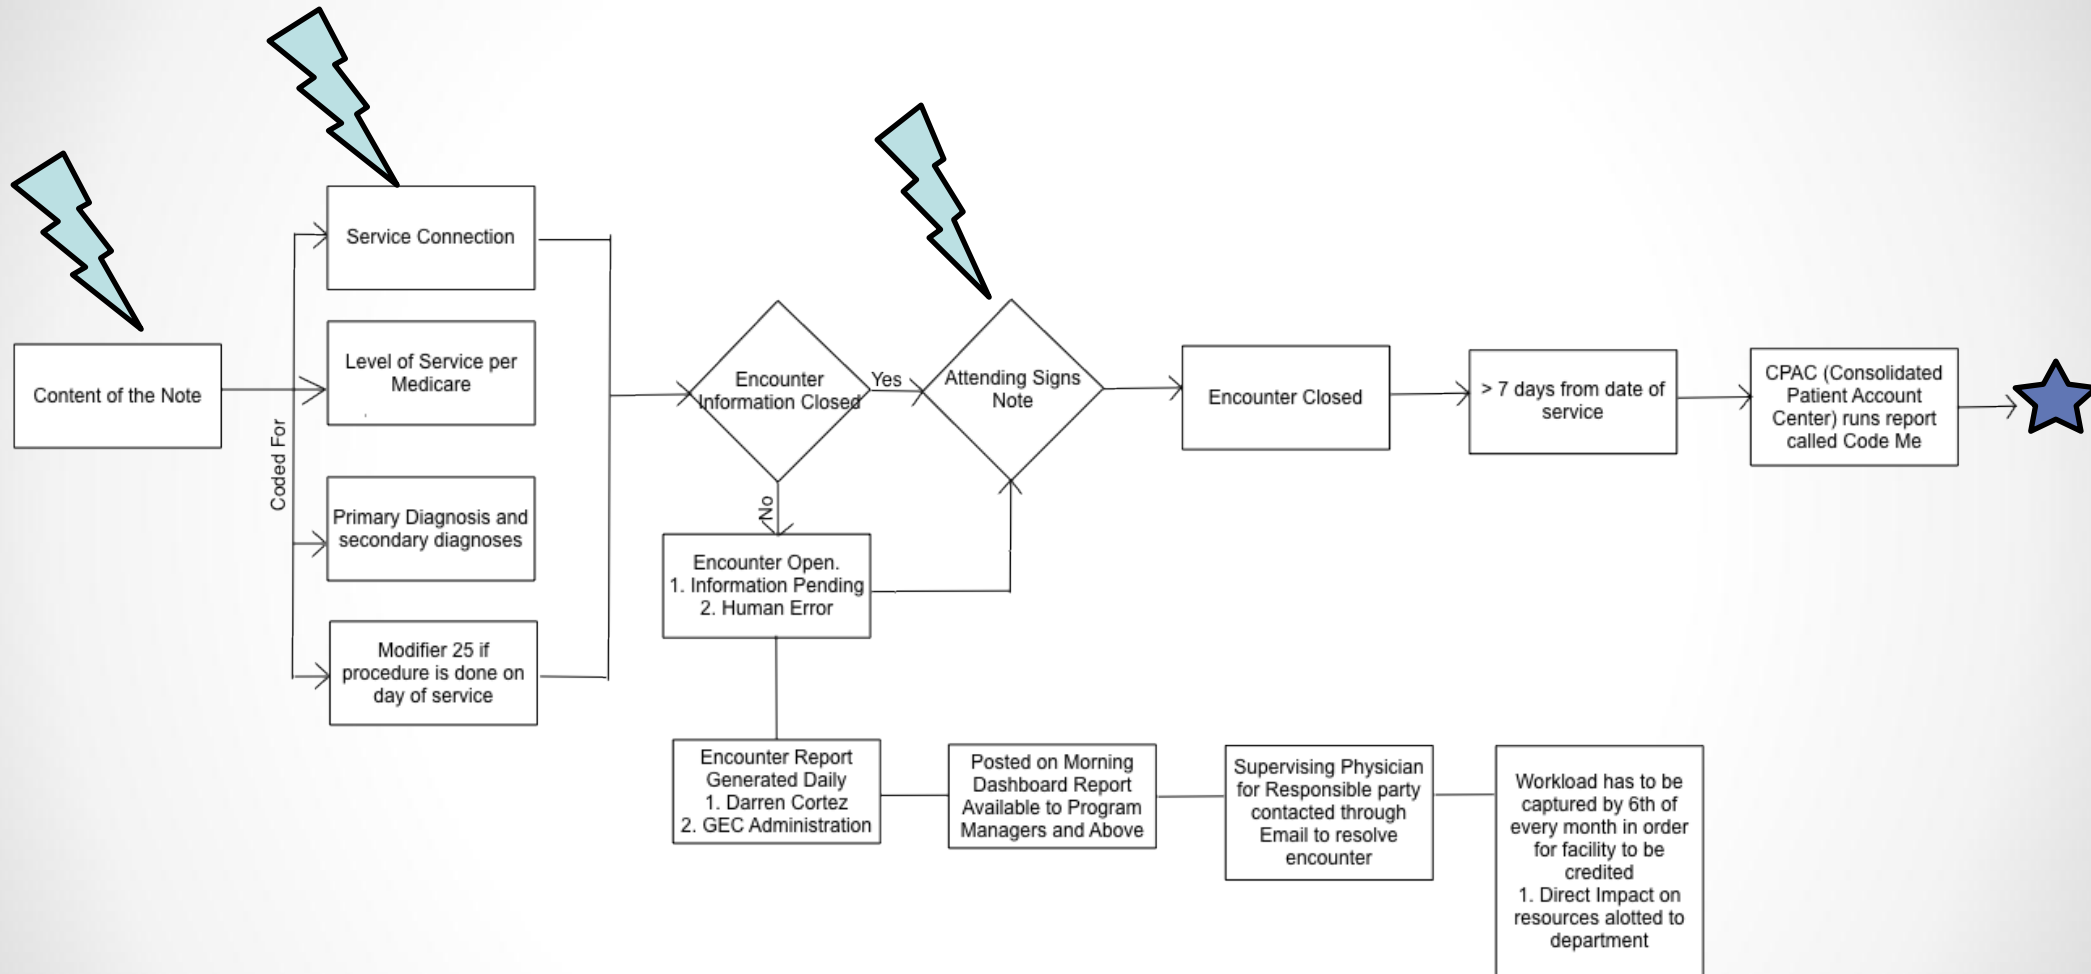 Content of the Note
Coded For
Service Connection
Level of Service per
Medicare
Primary Diagnosis and
secondary diagnoses
Modifier 25 if
procedure is done on
day of service
Encounter
Information Closed
Yes
No
Attending Signs
Note
Encounter Closed
> 7 days from date of
service
CPAC (Consolidated
Patient Account
Center) runs report
called Code Me
Encounter Open.
1. Information Pending
2. Human Error
Encounter Report
Generated Daily
1. Darren Cortez
2. GEC Administration
Posted on Morning
Dashboard Report
Available to Program
Managers and Above
Supervising Physician
for Responsible party
contacted through
Email to resolve
encounter
Workload has to be
captured by 6th of
every month in order
for facility to be
credited
1. Direct Impact on
resources alotted to
department